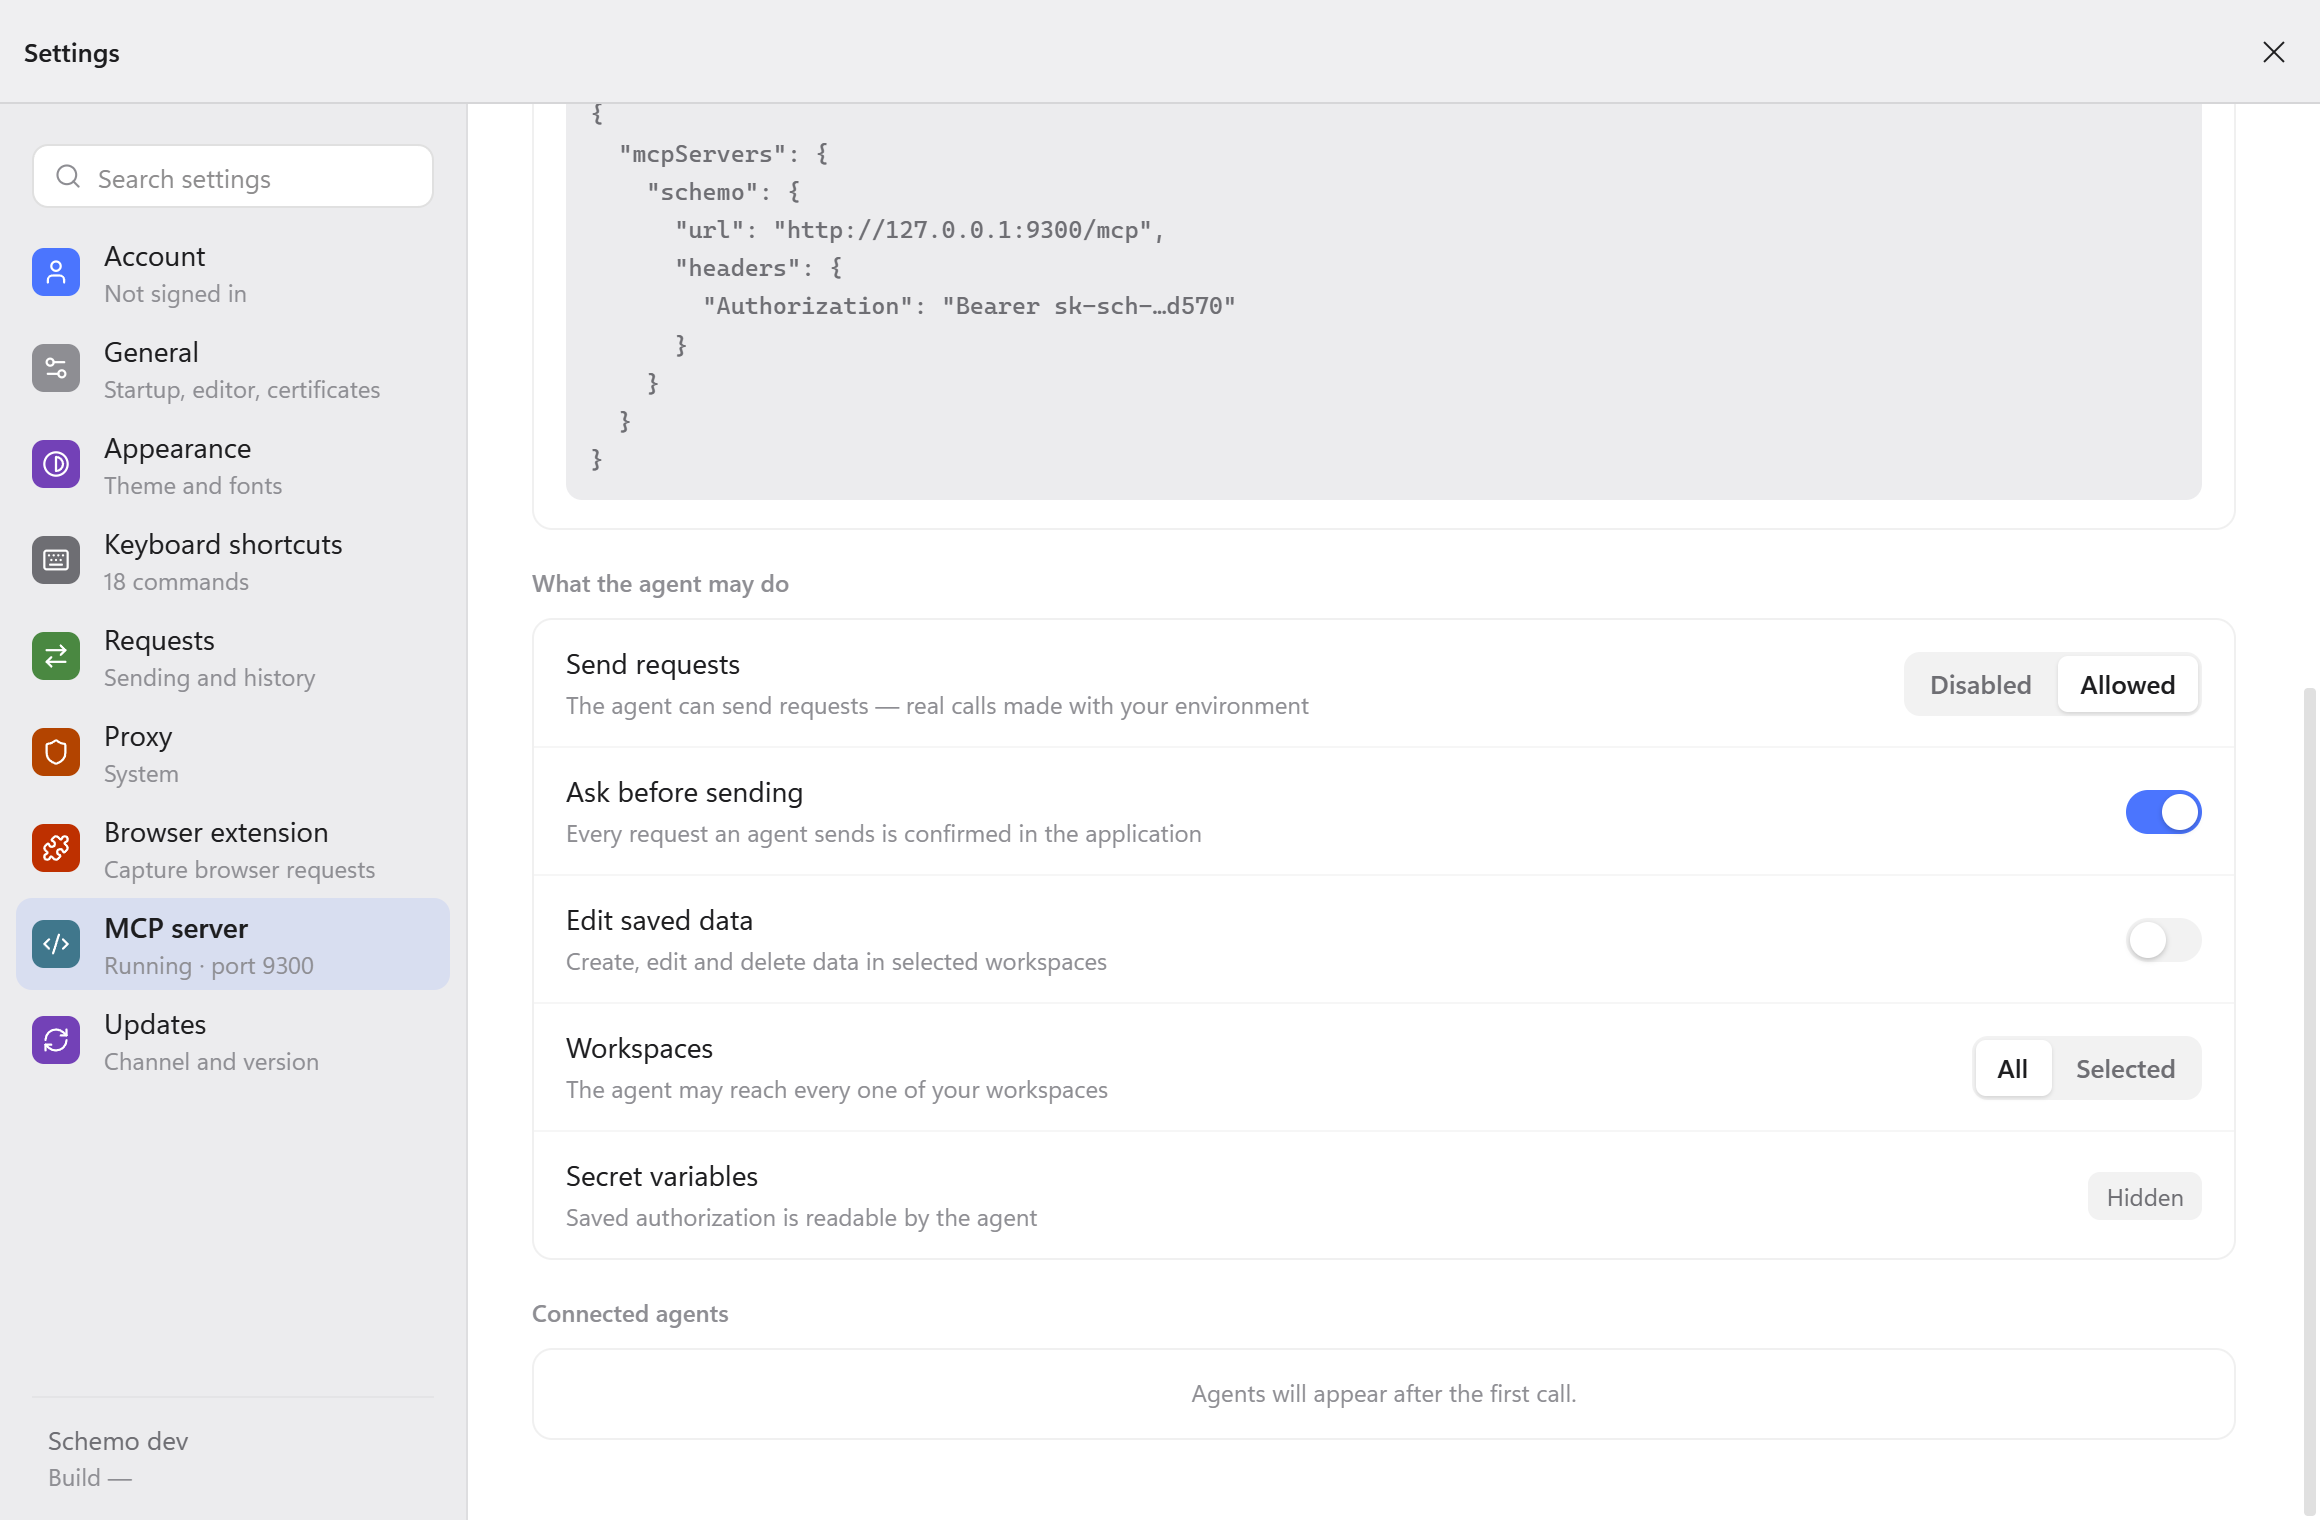 Settings
Search settings
Account
Not signed in
General
Startup, editor, certificates
Appearance
Theme and fonts
Keyboard shortcuts
18 commands
Requests
Sending and history
Proxy
System
Browser extension
Capture browser requests
MCP server
Running · port 9300
Updates
Channel and version
Schemo dev
Build —
{
"mcpServers": {
"schemo": {
"url": "http://127.0.0.1:9300/mcp",
"headers": {
"Authorization": "Bearer sk-sch-…d570"
}
}
}
}
What the agent may do
Send requests
The agent can send requests — real calls made with your environment
Disabled
Allowed
Ask before sending
Every request an agent sends is confirmed in the application
Edit saved data
Create, edit and delete data in selected workspaces
Workspaces
The agent may reach every one of your workspaces
All
Selected
Secret variables
Saved authorization is readable by the agent
Hidden
Connected agents
Agents will appear after the first call.